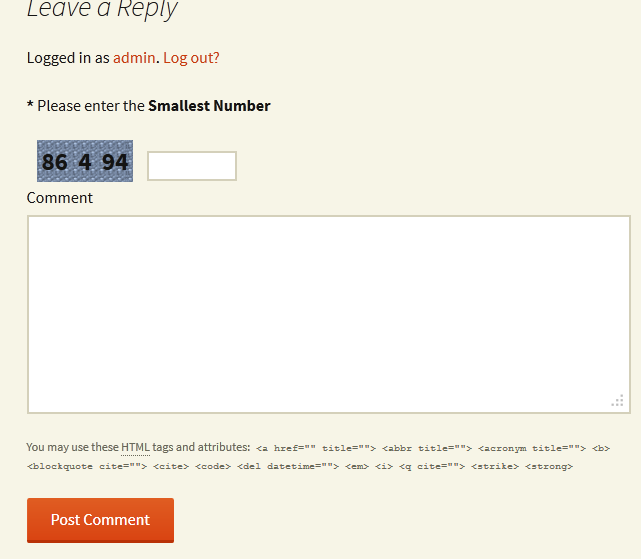 Leave a Reply
Logged in as admin. Log out?
* Please enter the Smallest Number
86 4 94
Comment
You may use these HTML tags and attributes: <a href="" title=""> <abbr title=""> <acronym title=""> <b>
<blockquote cite=""> <cite> <code> <del datetime=""> <em> <i> <q cite=""> <strike> <strong>
Post Comment